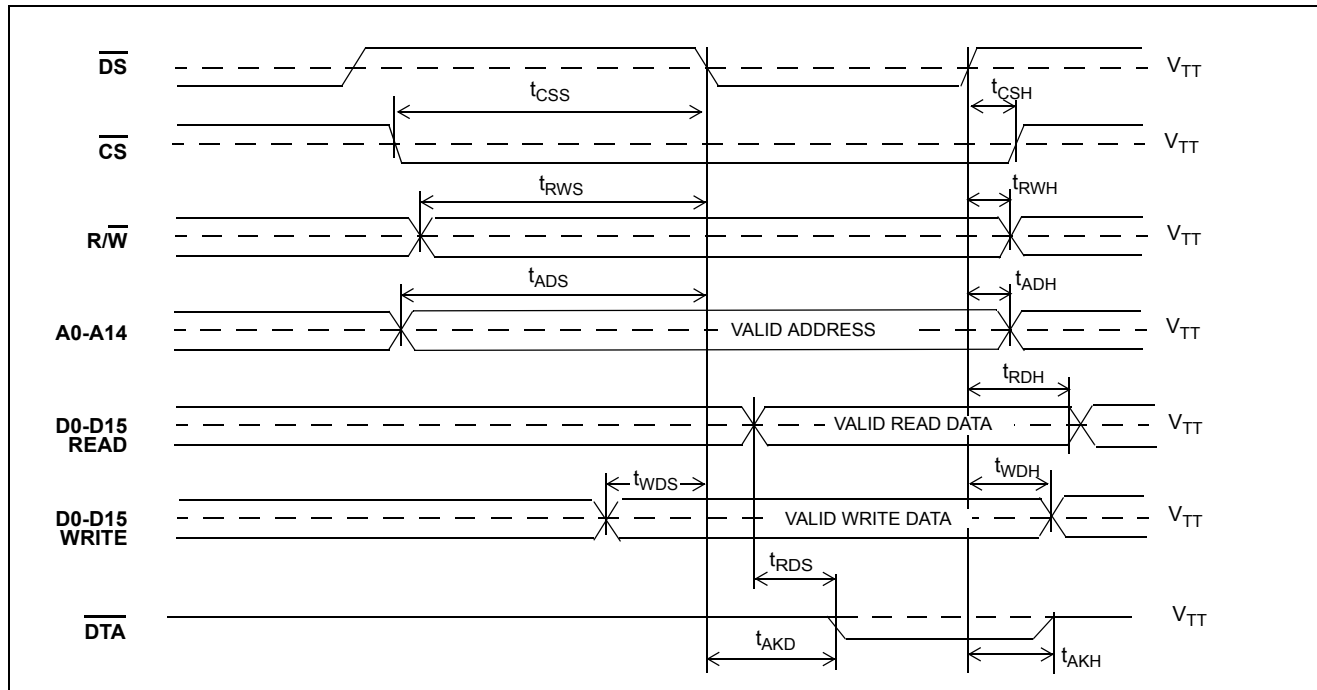 DS
VTT
tCSS
tCSH
CS
VTT
tRWS
tRWH
R/W
VTT
tADS
tADH
A0-A14
VALID ADDRESS
VTT
tRDH
D0-D15
READ
VALID READ DATA
VTT
tWDS
tWDH
D0-D15
WRITE
VALID WRITE DATA
VTT
tRDS
DTA
VTT
tAKD
tAKH